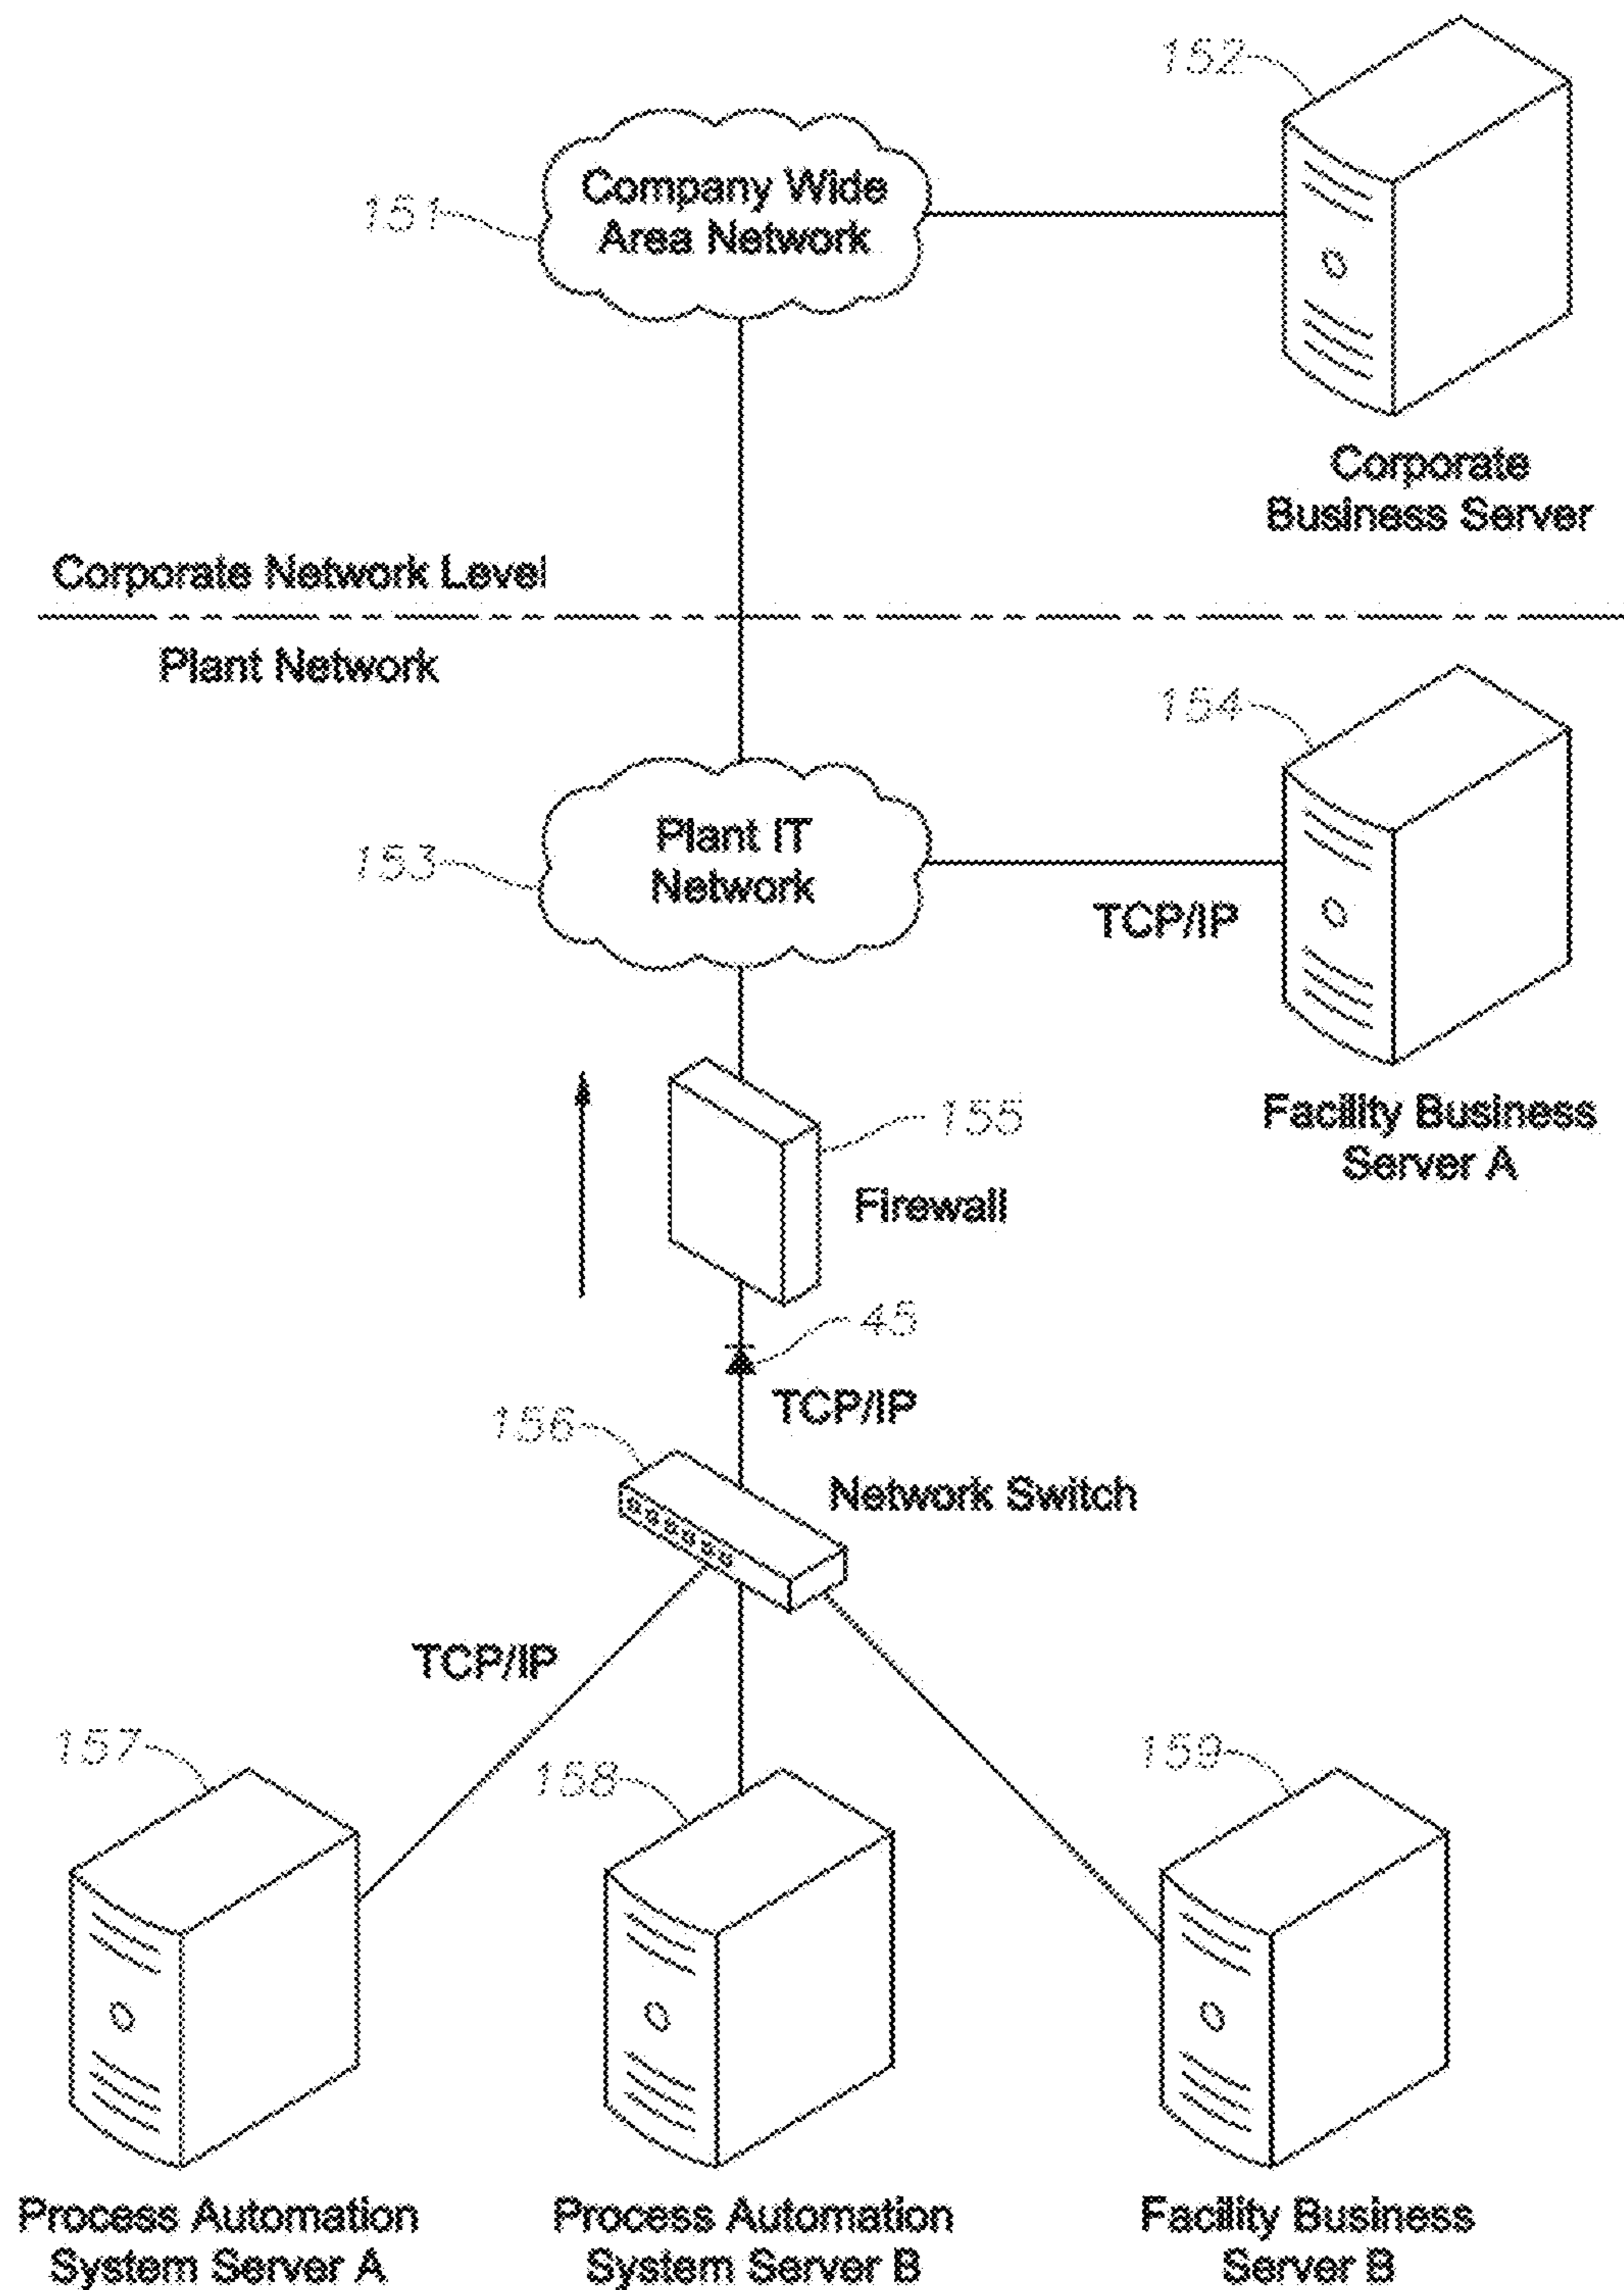 152
Company Wide
Area Network
151
Corporate
Business Server
Corporate Network Level
Plant Network
154
Plant IT
Network
153
TCP/IP
Facility Business
Server A
155
Firewall
45
TCP/IP
156
Network Switch
TCP/IP
157
158
159
Process Automation
System Server A
Process Automation
System Server B
Facility Business
Server B